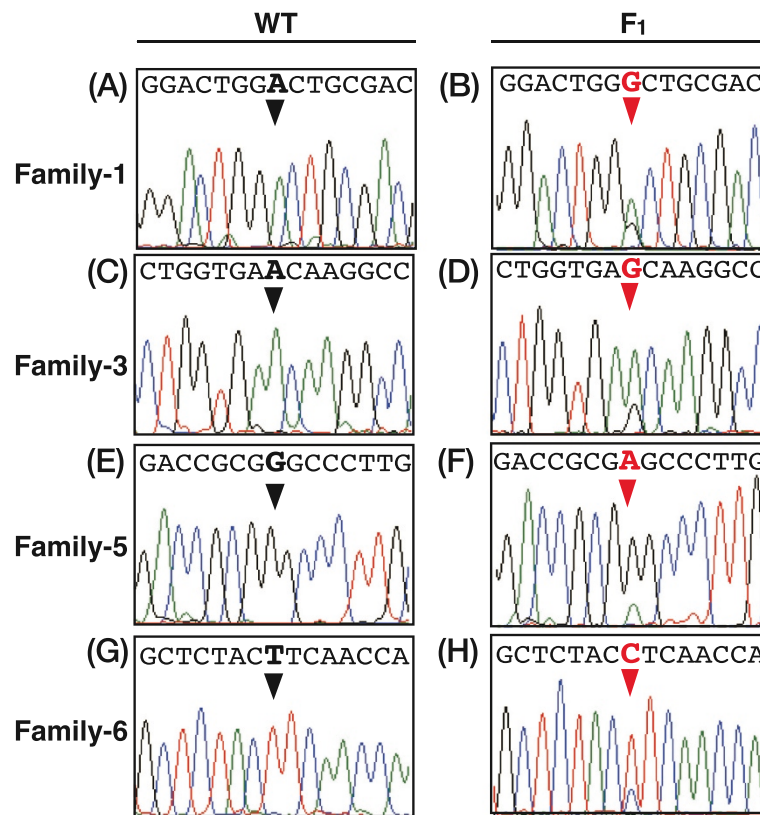 WT F1
(A) GGACTGGACTGCGAC (B) GGACTGGGCTGCGAC
Family-1
(C) CTGGTGAACAAGGCC (D) CTGGTGAGCAAGGCC
Family-3
(E) GACCGCGGGCCCTTG (F) GACCGCGAGCCCTTG
Family-5
(G) GCTCTACTTCAACCA (H) GCTCTACCTCAACCA
Family-6